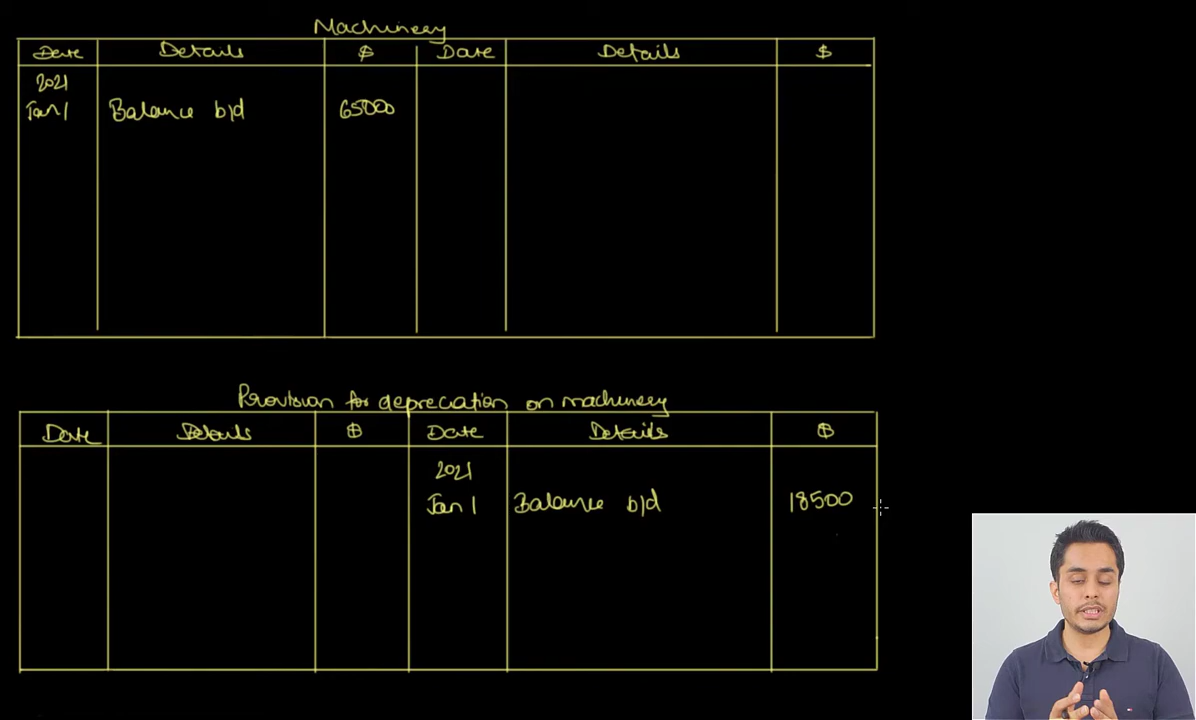 Machinery
Date Details $ Date Details $
2021
Jan 1 Balance b/d 65000
Provision for depreciation on machinery
Date Details $ Date Details $
2021
Jan 1 Balance b/d 18500